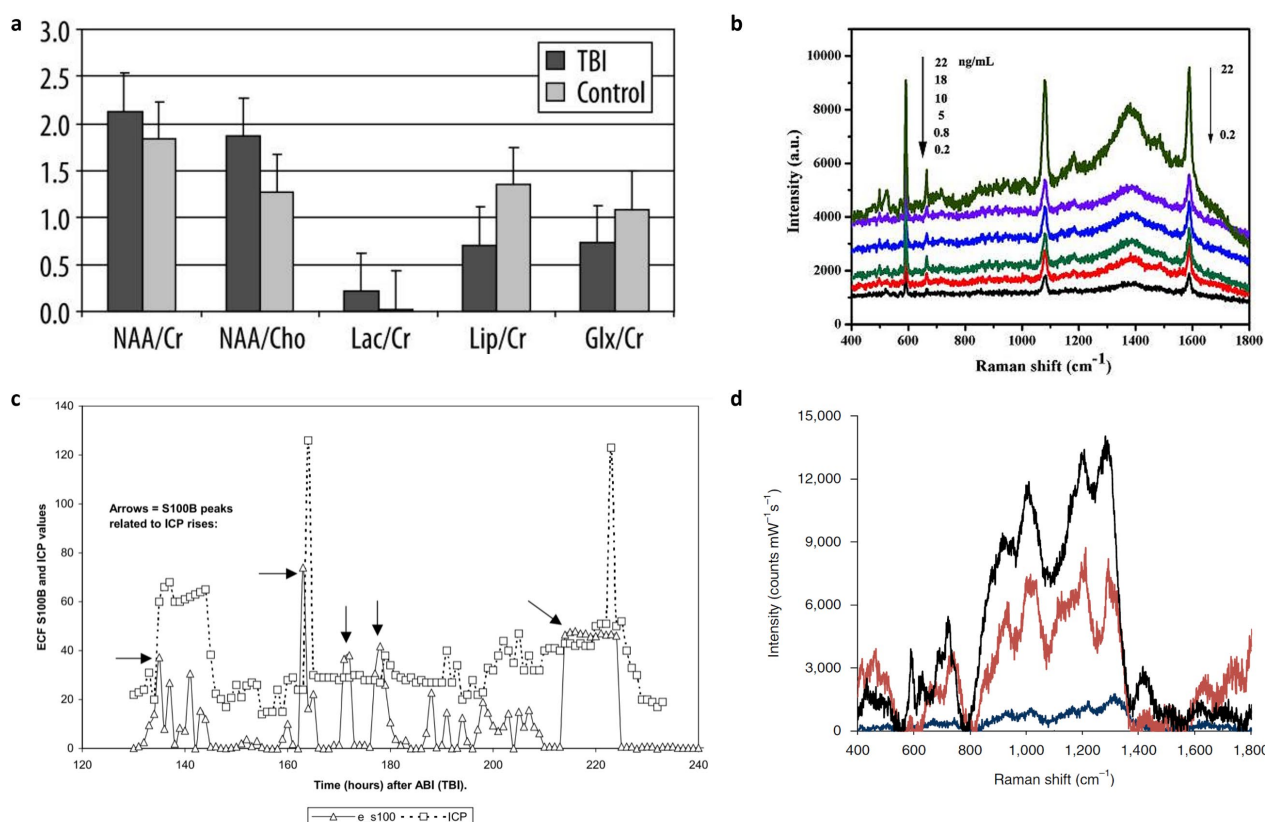 a
3.0
2.5
2.0
1.5
1.0
0.5
0.0
TBI
Control
NAA/Cr NAA/Cho Lac/Cr Lip/Cr Glx/Cr
b
10000
8000
6000
4000
2000
0
Intensity (a.u.)
22 ng/mL
18
10
5
0.8
0.2
22
0.2
400 600 800 1000 1200 1400 1600 1800
Raman shift (cm⁻¹)
c
140
120
100
80
60
40
20
0
ECF S100B and ICP values
Arrows = S100B peaks
related to ICP rises:
120 140 160 180 200 220 240
Time (hours) after ABI (TBI).
e_s100 ICP
d
15,000
12,000
9,000
6,000
3,000
0
Intensity (counts mW⁻¹ s⁻¹)
400 600 800 1,000 1,200 1,400 1,600 1,800
Raman shift (cm⁻¹)